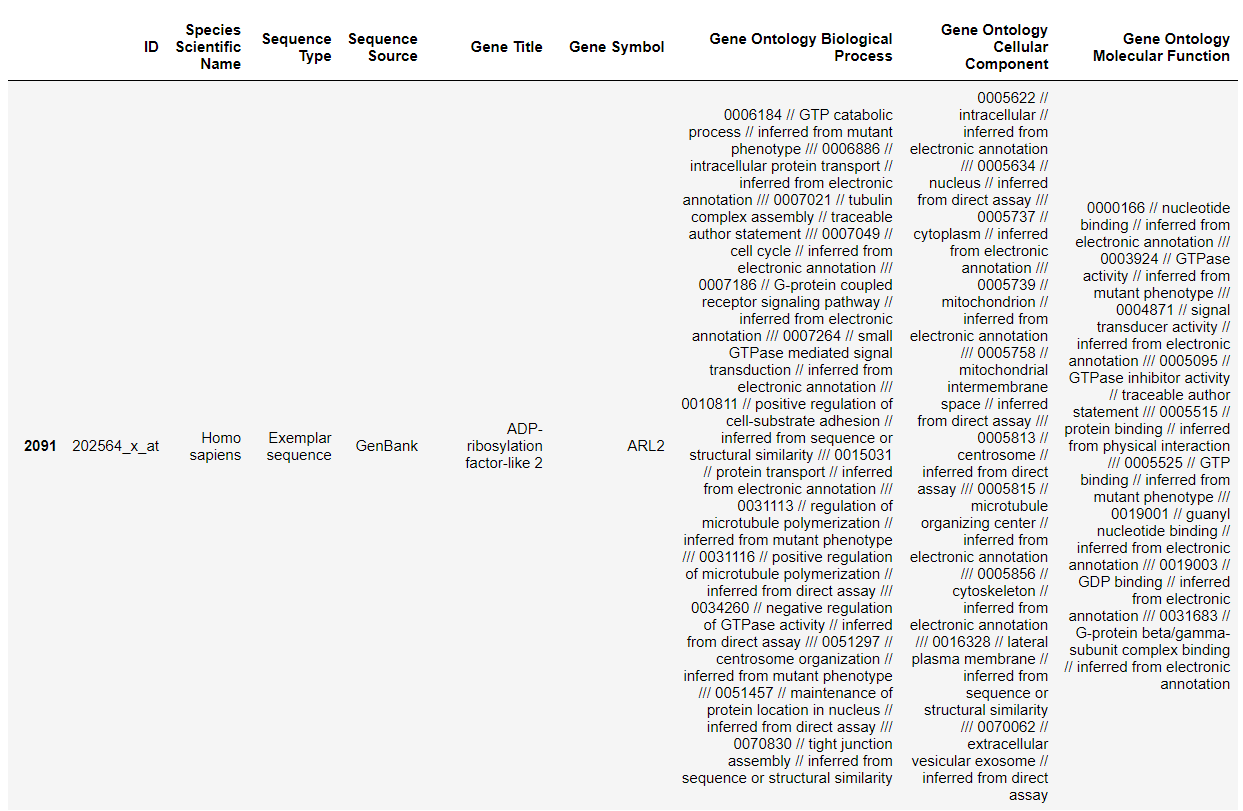 ID
Species
Scientific
Name
Sequence
Type
Sequence
Source
Gene Title
Gene Symbol
Gene Ontology Biological
Process
Gene Ontology
Cellular
Component
Gene Ontology
Molecular Function
2091
202564_x_at
Homo
sapiens
Exemplar
sequence
GenBank
ADP-
ribosylation
factor-like 2
ARL2
0006184 // GTP catabolic
process // inferred from mutant
phenotype /// 0006886 //
intracellular protein transport //
inferred from electronic
annotation /// 0007021 // tubulin
complex assembly // traceable
author statement /// 0007049 //
cell cycle // inferred from
electronic annotation ///
0007186 // G-protein coupled
receptor signaling pathway //
inferred from electronic
annotation /// 0007264 // small
GTPase mediated signal
transduction // inferred from
electronic annotation ///
0010811 // positive regulation of
cell-substrate adhesion //
inferred from sequence or
structural similarity /// 0015031
// protein transport // inferred
from electronic annotation ///
0031113 // regulation of
microtubule polymerization //
inferred from mutant phenotype
/// 0031116 // positive regulation
of microtubule polymerization //
inferred from direct assay ///
0034260 // negative regulation
of GTPase activity // inferred
from direct assay /// 0051297 //
centrosome organization //
inferred from mutant phenotype
/// 0051457 // maintenance of
protein location in nucleus //
inferred from direct assay ///
0070830 // tight junction
assembly // inferred from
sequence or structural similarity
0005622 //
intracellular //
inferred from
electronic annotation
/// 0005634 //
nucleus // inferred
from direct assay ///
0005737 //
cytoplasm // inferred
from electronic
annotation ///
0005739 //
mitochondrion //
inferred from
electronic annotation
/// 0005758 //
mitochondrial
intermembrane
space // inferred
from direct assay ///
0005813 //
centrosome //
inferred from direct
assay /// 0005815 //
microtubule
organizing center //
inferred from
electronic annotation
/// 0005856 //
cytoskeleton //
inferred from
electronic annotation
/// 0016328 // lateral
plasma membrane //
inferred from
sequence or
structural similarity
/// 0070062 //
extracellular
vesicular exosome //
inferred from direct
assay
0000166 // nucleotide
binding // inferred from
electronic annotation ///
0003924 // GTPase
activity // inferred from
mutant phenotype ///
0004871 // signal
transducer activity //
inferred from electronic
annotation /// 0005095 //
GTPase inhibitor activity
// traceable author
statement /// 0005515 //
protein binding // inferred
from physical interaction
/// 0005525 // GTP
binding // inferred from
mutant phenotype ///
0019001 // guanyl
nucleotide binding //
inferred from electronic
annotation /// 0019003 //
GDP binding // inferred
from electronic
annotation /// 0031683 //
G-protein beta/gamma-
subunit complex binding
// inferred from electronic
annotation